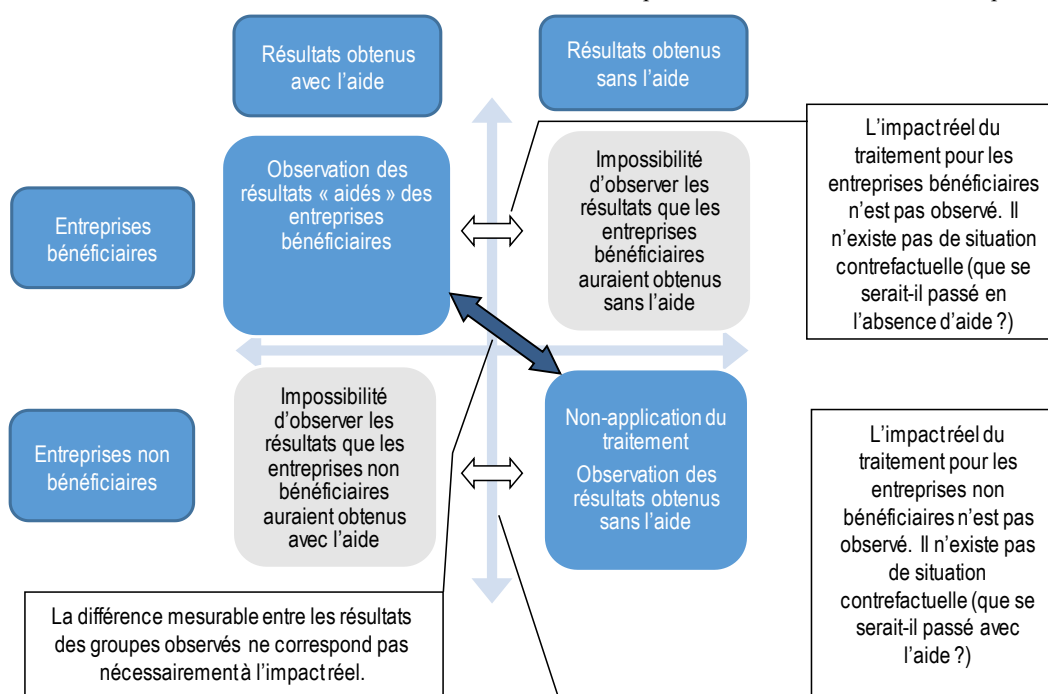 Résultats obtenus
avec l’aide
Résultats obtenus
sans l’aide
Entreprises
bénéficiaires
Observation des
résultats « aidés » des
entreprises
bénéficiaires
Impossibilité
d’observer les
résultats que les
entreprises
bénéficiaires
auraient obtenus
sans l’aide
L’impact réel du
traitement pour les
entreprises bénéficiaires
n’est pas observé. Il
n’existe pas de situation
contrefactuelle (que se
serait-il passé en
l’absence d’aide ?)
Entreprises non
bénéficiaires
Impossibilité
d’observer les
résultats que les
entreprises non
bénéficiaires
auraient obtenus
avec l’aide
Non-application du
traitement
Observation des
résultats obtenus
sans l’aide
L’impact réel du
traitement pour les
entreprises non
bénéficiaires n’est pas
observé. Il n’existe pas
de situation
contrefactuelle (que se
serait-il passé avec
l’aide ?)
La différence mesurable entre les résultats
des groupes observés ne correspond pas
nécessairement à l’impact réel.